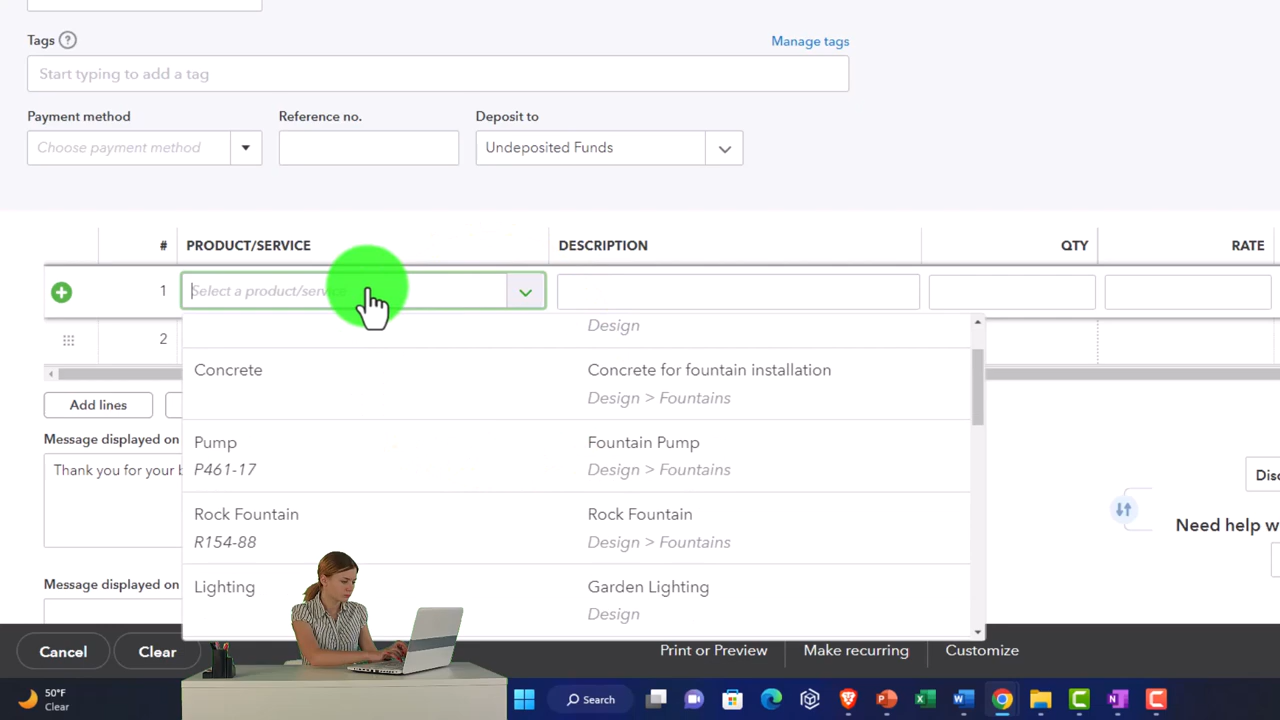 Tags ?
Manage tags
Start typing to add a tag
Payment method
Reference no.
Deposit to
Choose payment method
Undeposited Funds
# PRODUCT/SERVICE DESCRIPTION QTY RATE
1 Select a product/service
Design
2
Concrete
Concrete for fountain installation
Design > Fountains
Add lines
Pump
Fountain Pump
P461-17
Design > Fountains
Message displayed on
Thank you for your b
Rock Fountain
Rock Fountain
R154-88
Design > Fountains
Disc
Need help w
Message displayed on
Lighting
Garden Lighting
Design
Cancel
Clear
Print or Preview
Make recurring
Customize
50°F
Clear
Search